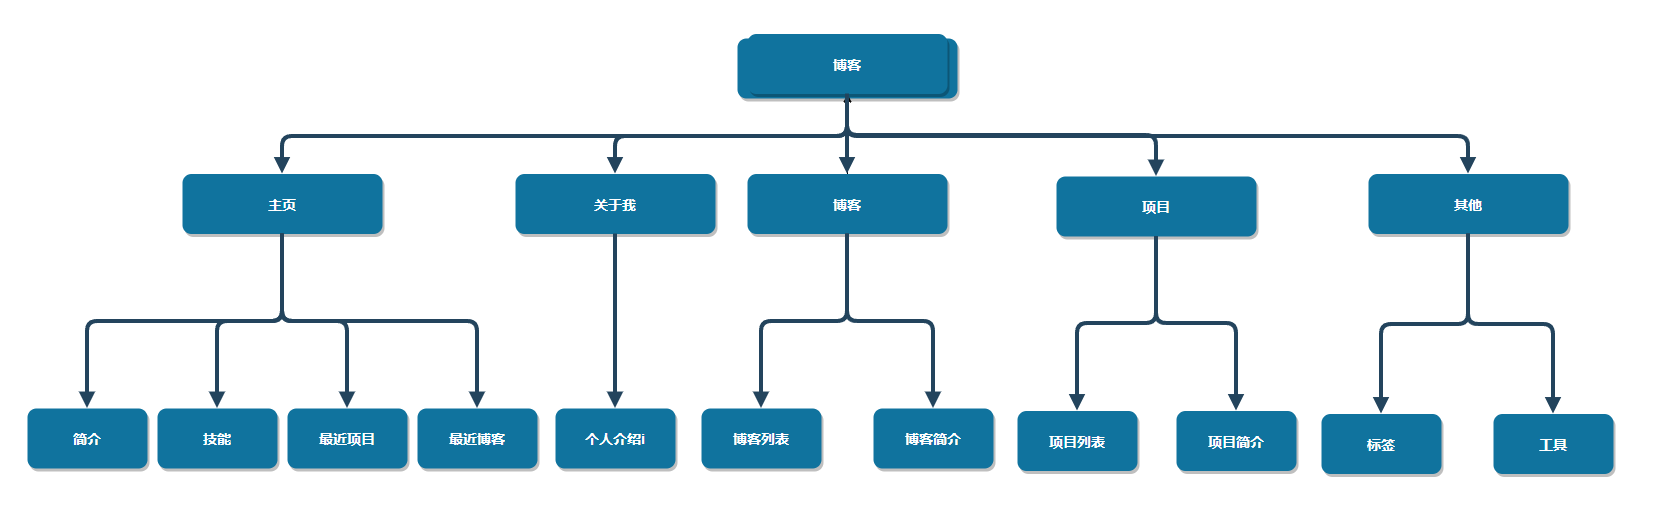 博客
主页
关于我
博客
项目
其他
简介
技能
最近项目
最近博客
个人介绍i
博客列表
博客简介
项目列表
项目简介
标签
工具